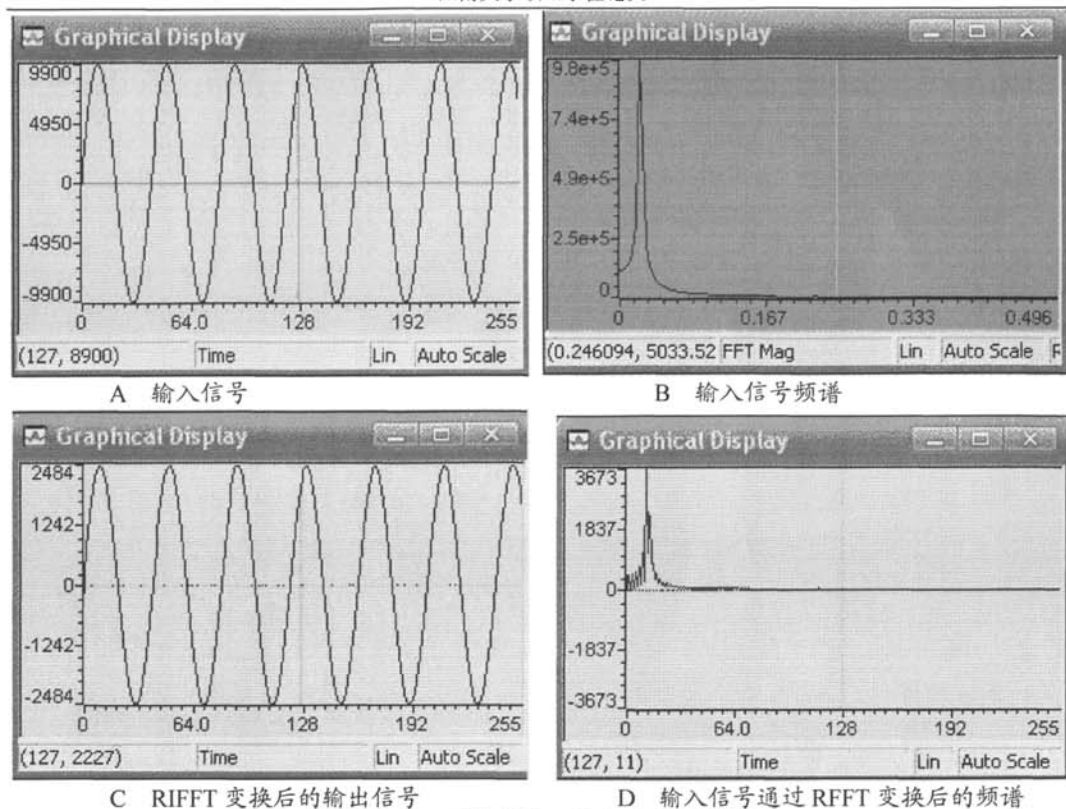 Graphical Display
9900
4950
0
-4950
-9900
0 64.0 128 192 255
(127, 8900) Time Lin Auto Scale
A 输入信号
Graphical Display
9.8e+5
7.4e+5
4.9e+5
2.5e+5
0
0 0.167 0.333 0.496
(0.246094, 5033.52 FFT Mag Lin Auto Scale F
B 输入信号频谱
Graphical Display
2484
1242
0
-1242
-2484
0 64.0 128 192 255
(127, 2227) Time Lin Auto Scale
C RIFFT 变换后的输出信号
Graphical Display
3673
1837
0
-1837
-3673
0 64.0 128 192 255
(127, 11) Time Lin Auto Scale
D 输入信号通过 RFFT 变换后的频谱